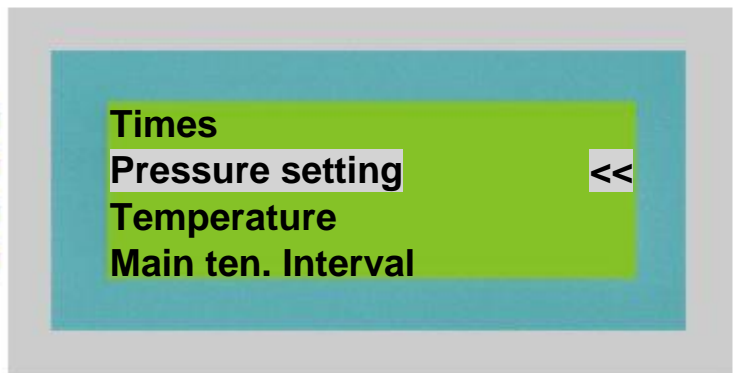 Times
Pressure setting <<
Temperature
Main ten. Interval